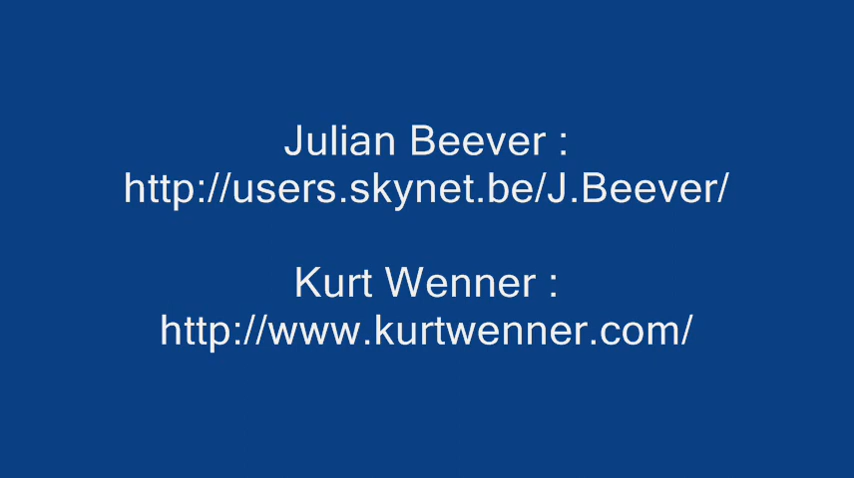 Julian Beever :
http://users.skynet.be/J.Beever/
Kurt Wenner :
http://www.kurtwenner.com/